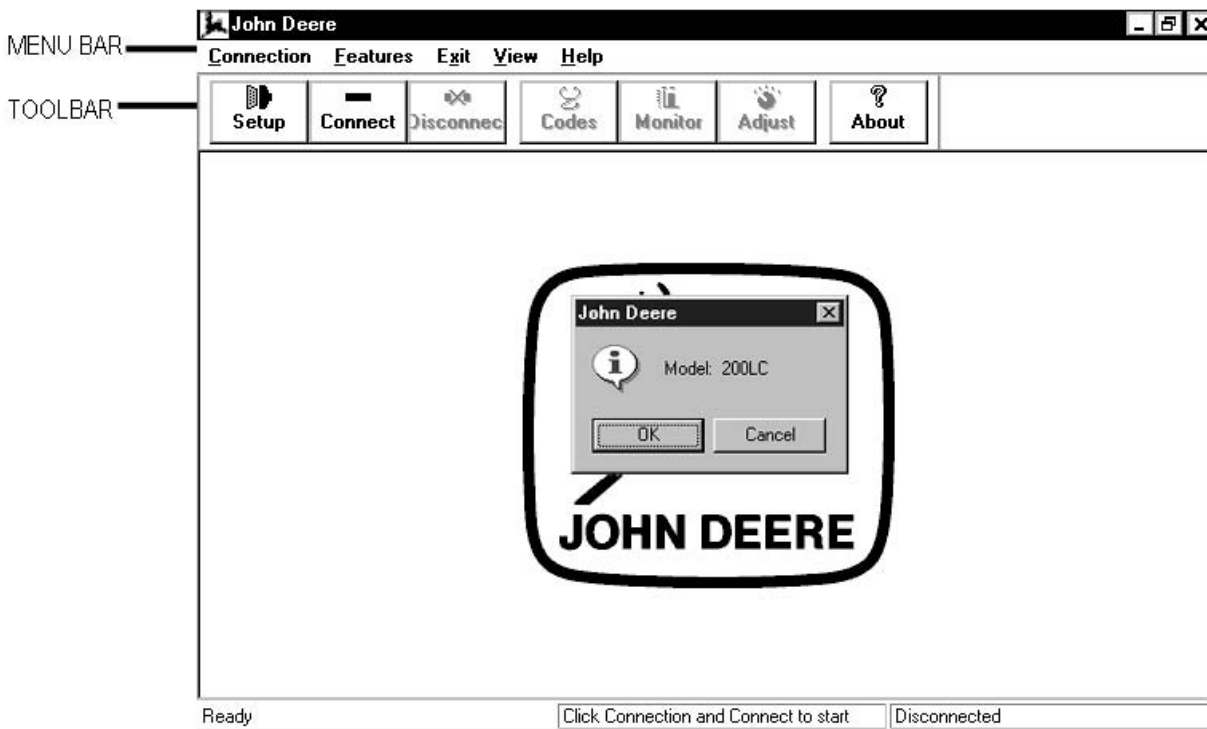 John Deere
MENU BAR
Connection Features Exit View Help
TOOLBAR
Setup Connect Disconnec Codes Monitor Adjust About
John Deere
Model: 200LC
OK Cancel
JOHN DEERE
Ready Click Connection and Connect to start Disconnected